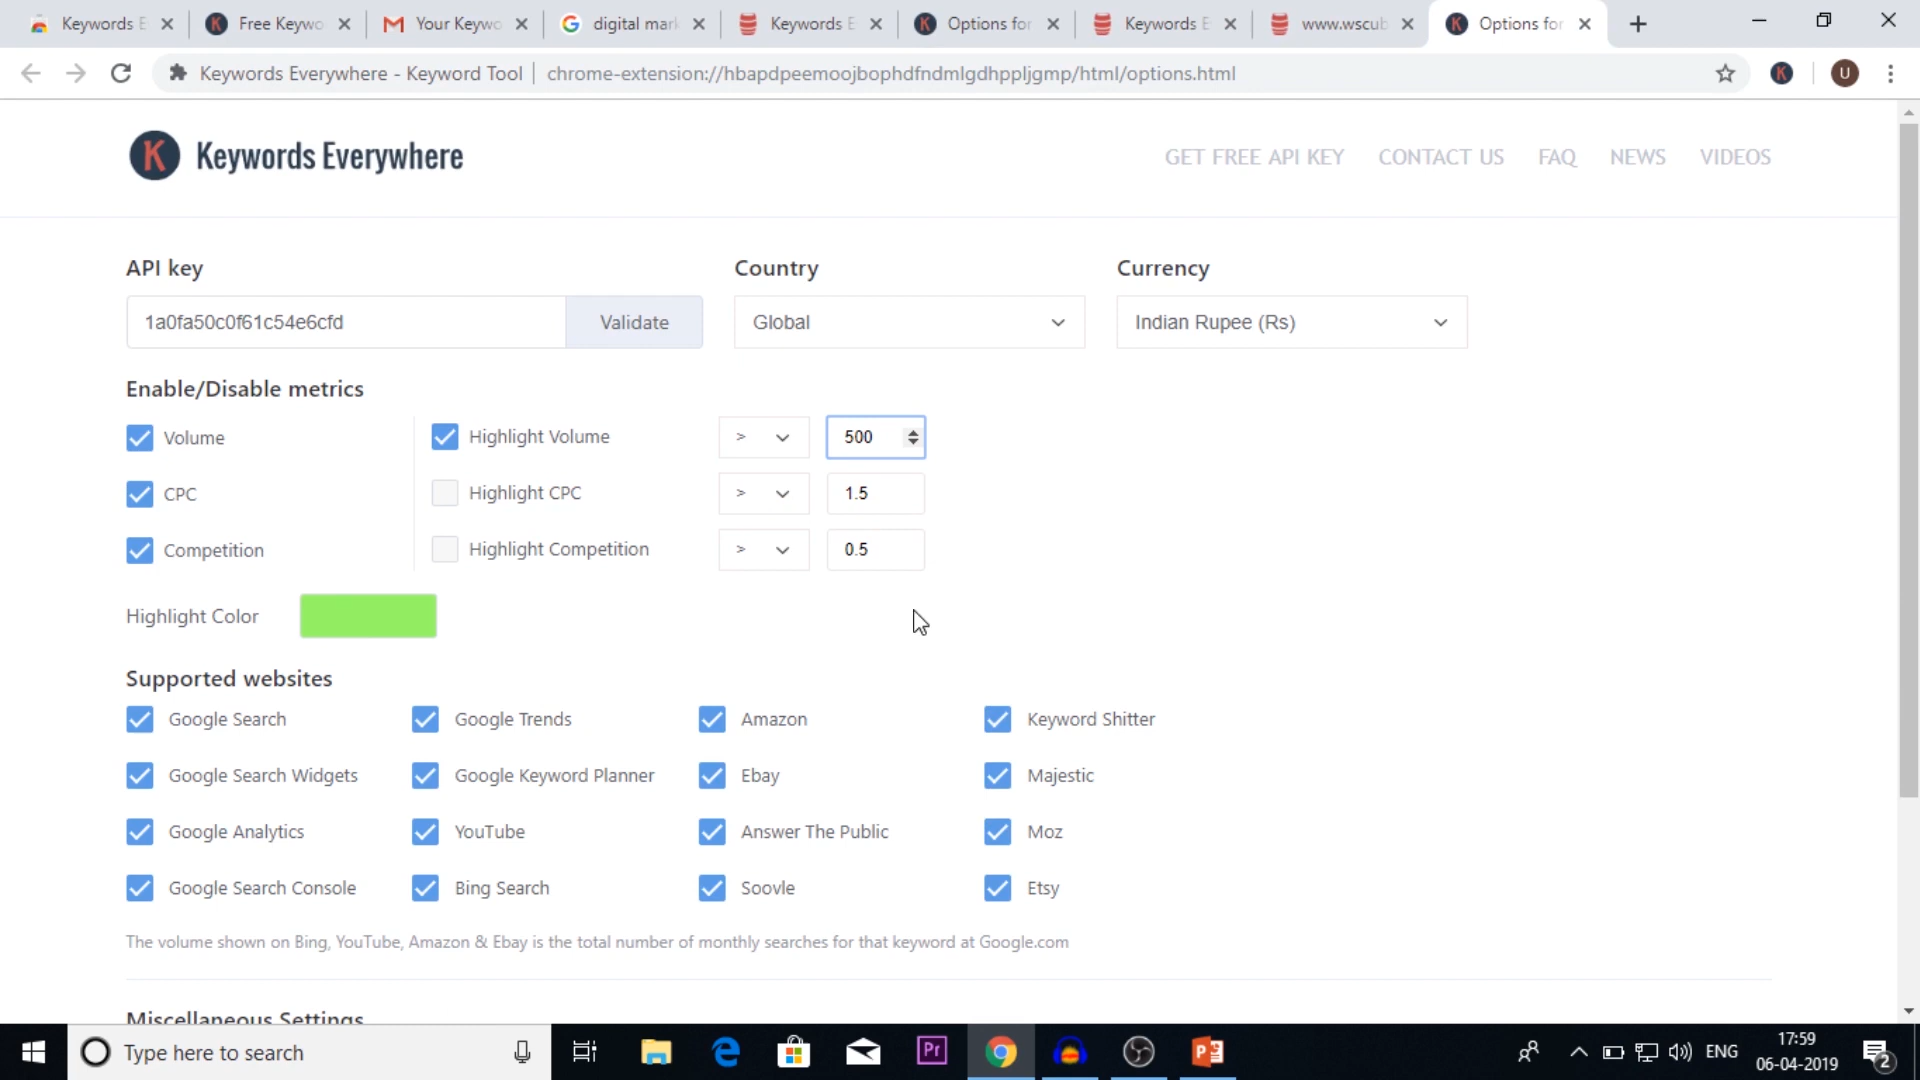 Keywords E
Free Keywo
Your Keywo
digital mark
Keywords E
Options for
Keywords E
www.wscub
Options for
Keywords Everywhere - Keyword Tool
chrome-extension://hbapdpeemoojbophdfndmlgdhppljgmp/html/options.html
K
U
K Keywords Everywhere
GET FREE API KEY CONTACT US FAQ NEWS VIDEOS
API key Country Currency
1a0fa50c0f61c54e6cfd Validate Global Indian Rupee (Rs)
Enable/Disable metrics
Volume Highlight Volume > 500
CPC Highlight CPC > 1.5
Competition Highlight Competition > 0.5
Highlight Color
Supported websites
Google Search Google Trends Amazon Keyword Shitter
Google Search Widgets Google Keyword Planner Ebay Majestic
Google Analytics YouTube Answer The Public Moz
Google Search Console Bing Search Soovle Etsy
The volume shown on Bing, YouTube, Amazon & Ebay is the total number of monthly searches for that keyword at Google.com
Miscellaneous Settings
Type here to search
Pr
ENG
17:59
06-04-2019
2